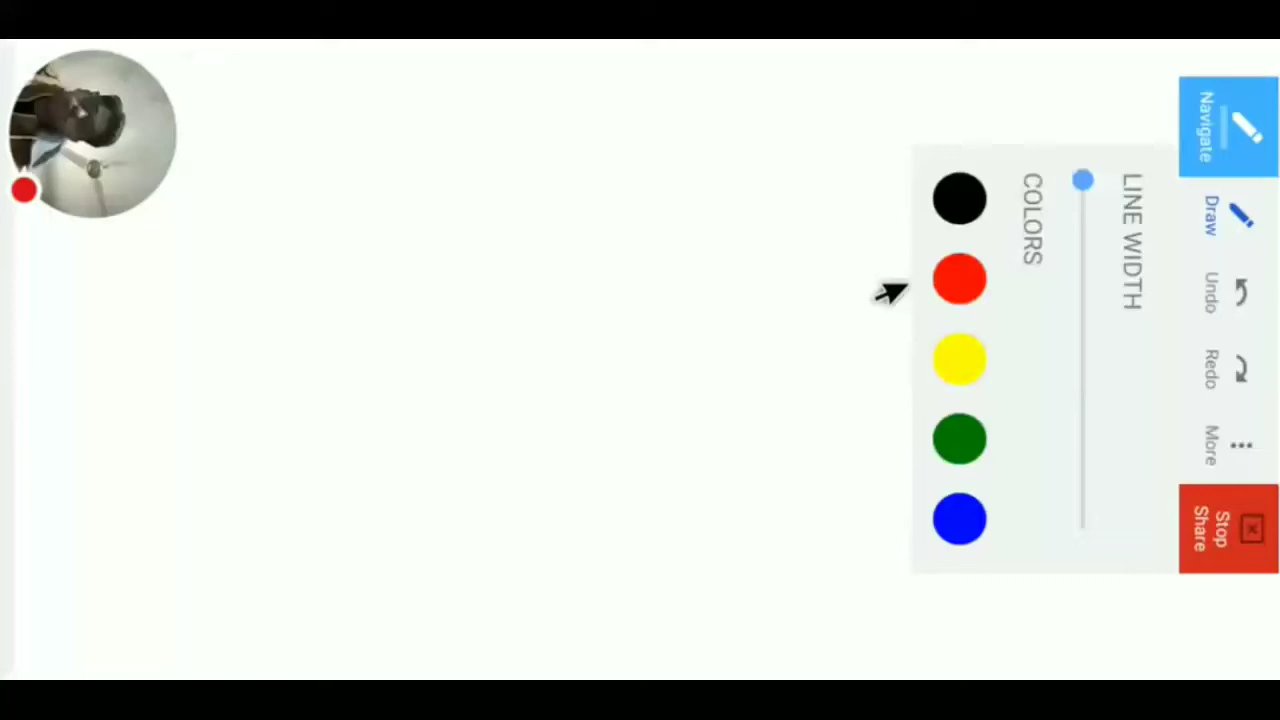 Navigate
Draw
Undo
Redo
More
Stop
Share
LINE WIDTH
COLORS